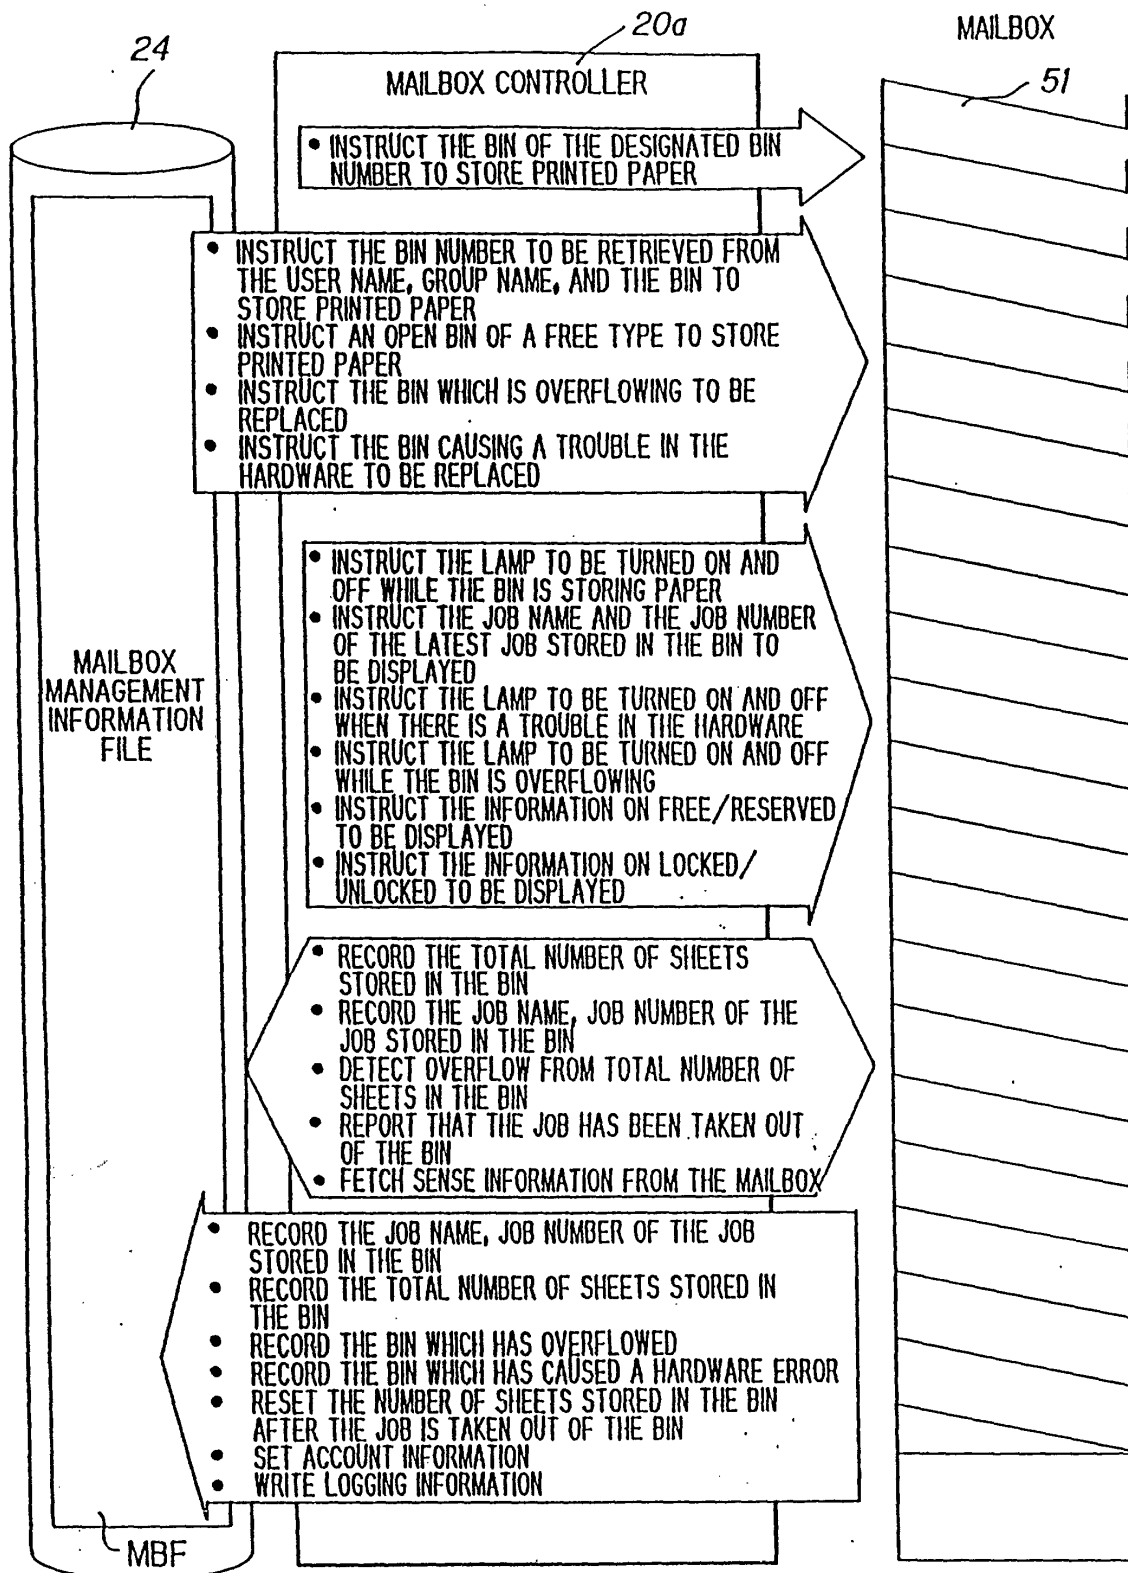 24
20a
MAILBOX
51
MAILBOX CONTROLLER
• INSTRUCT THE BIN OF THE DESIGNATED BIN
NUMBER TO STORE PRINTED PAPER
• INSTRUCT THE BIN NUMBER TO BE RETRIEVED FROM
THE USER NAME, GROUP NAME, AND THE BIN TO
STORE PRINTED PAPER
• INSTRUCT AN OPEN BIN OF A FREE TYPE TO STORE
PRINTED PAPER
• INSTRUCT THE BIN WHICH IS OVERFLOWING TO BE
REPLACED
• INSTRUCT THE BIN CAUSING A TROUBLE IN THE
HARDWARE TO BE REPLACED
• INSTRUCT THE LAMP TO BE TURNED ON AND
OFF WHILE THE BIN IS STORING PAPER
• INSTRUCT THE JOB NAME AND THE JOB NUMBER
OF THE LATEST JOB STORED IN THE BIN TO
BE DISPLAYED
• INSTRUCT THE LAMP TO BE TURNED ON AND OFF
WHEN THERE IS A TROUBLE IN THE HARDWARE
• INSTRUCT THE LAMP TO BE TURNED ON AND OFF
WHILE THE BIN IS OVERFLOWING
• INSTRUCT THE INFORMATION ON FREE/RESERVED
TO BE DISPLAYED
• INSTRUCT THE INFORMATION ON LOCKED/
UNLOCKED TO BE DISPLAYED
MAILBOX
MANAGEMENT
INFORMATION
FILE
• RECORD THE TOTAL NUMBER OF SHEETS
STORED IN THE BIN
• RECORD THE JOB NAME, JOB NUMBER OF THE
JOB STORED IN THE BIN
• DETECT OVERFLOW FROM TOTAL NUMBER OF
SHEETS IN THE BIN
• REPORT THAT THE JOB HAS BEEN TAKEN OUT
OF THE BIN
• FETCH SENSE INFORMATION FROM THE MAILBOX
• RECORD THE JOB NAME, JOB NUMBER OF THE JOB
STORED IN THE BIN
• RECORD THE TOTAL NUMBER OF SHEETS STORED IN
THE BIN
• RECORD THE BIN WHICH HAS OVERFLOWED
• RECORD THE BIN WHICH HAS CAUSED A HARDWARE ERROR
• RESET THE NUMBER OF SHEETS STORED IN THE BIN
AFTER THE JOB IS TAKEN OUT OF THE BIN
• SET ACCOUNT INFORMATION
• WRITE LOGGING INFORMATION
MBF